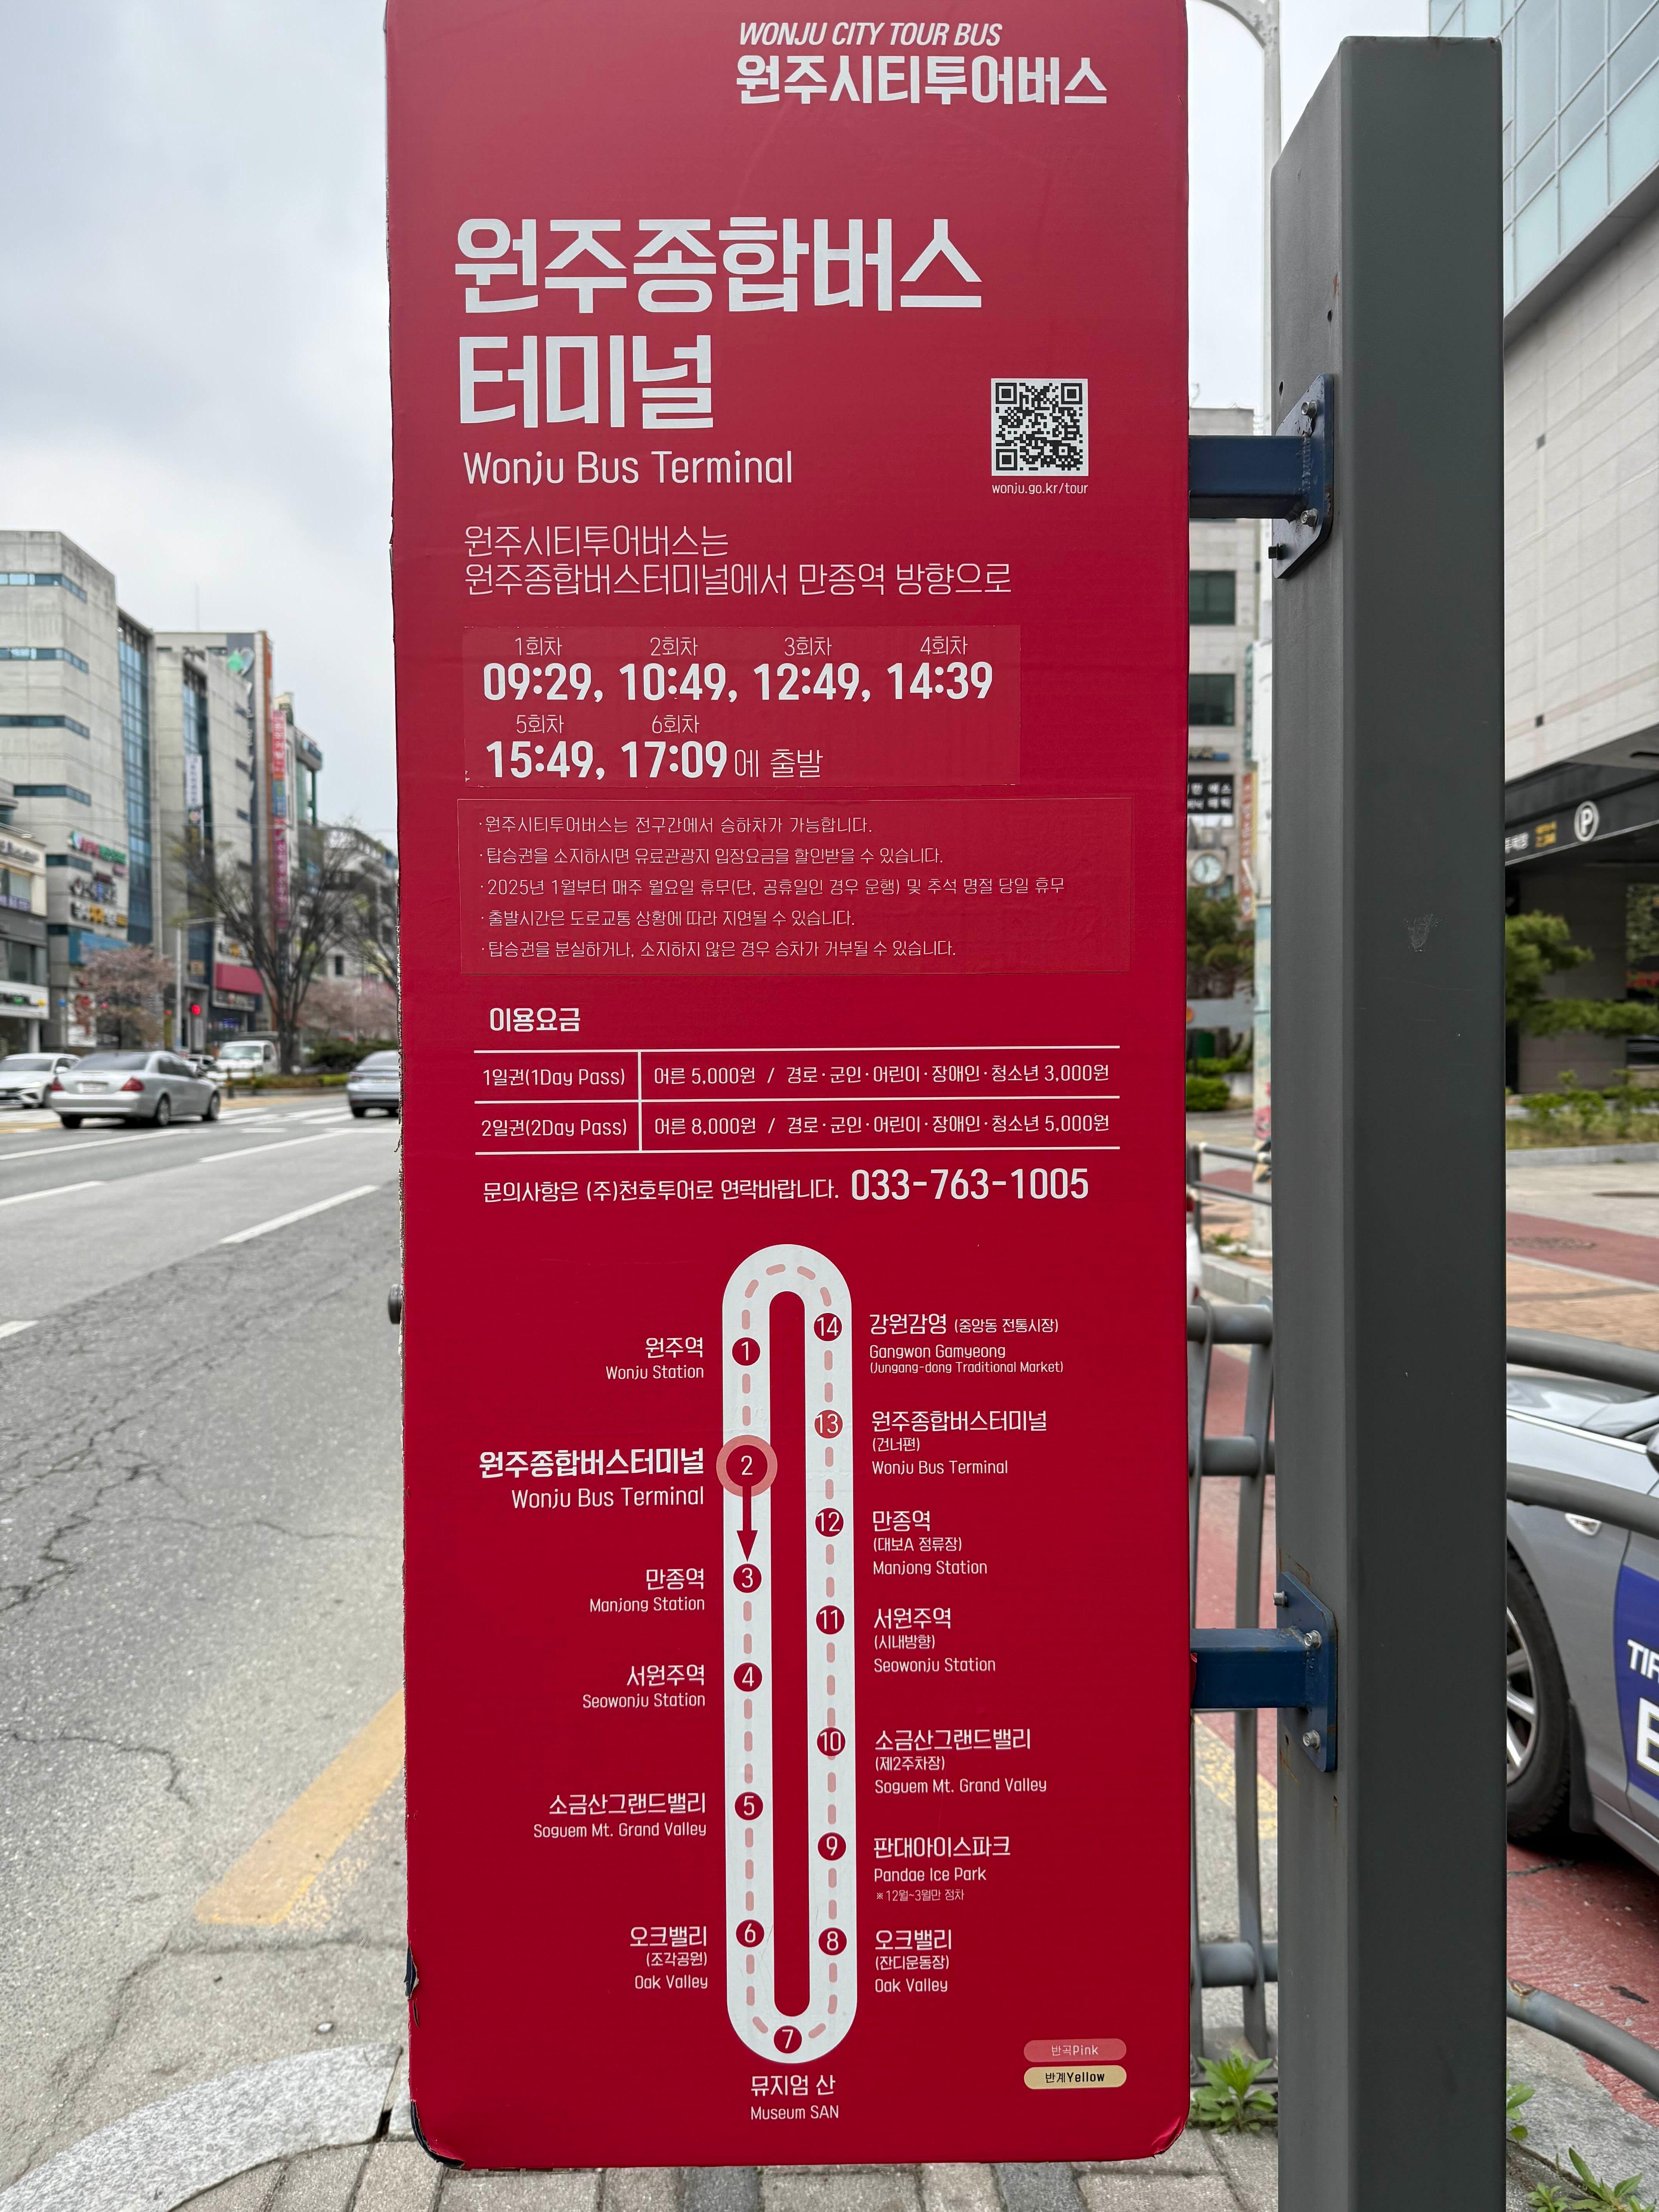 WONJU CITY TOUR BUS
원주시티투어버스
원주종합버스
터미널
Wonju Bus Terminal
wonju.go.kr/tour
원주시티투어버스는
원주종합버스터미널에서 만종역 방향으로
1회차 2회차 3회차 4회차
09:29, 10:49, 12:49, 14:39
5회차 6회차
15:49, 17:09에 출발
·원주시티투어버스는 전구간에서 승하차가 가능합니다.
·탑승권을 소지하시면 유료관광지 입장요금을 할인받을 수 있습니다.
·2025년 1월부터 매주 월요일 휴무(단, 공휴일인 경우 운행) 및 추석 명절 당일 휴무
·출발시간은 도로교통 상황에 따라 지연될 수 있습니다.
·탑승권을 분실하거나, 소지하지 않은 경우 승차가 거부될 수 있습니다.
이용요금
1일권(1Day Pass) 어른 5,000원 / 경로·군인·어린이·장애인·청소년 3,000원
2일권(2Day Pass) 어른 8,000원 / 경로·군인·어린이·장애인·청소년 5,000원
문의사항은 (주)천호투어로 연락바랍니다. 033-763-1005
1 원주역
Wonju Station
2 원주종합버스터미널
Wonju Bus Terminal
3 만종역
Manjong Station
4 서원주역
Seowonju Station
5 소금산그랜드밸리
Soguem Mt. Grand Valley
6 오크밸리
(조각공원)
Oak Valley
7
뮤지엄 산
Museum SAN
8 오크밸리
(잔디운동장)
Oak Valley
9 판대아이스파크
Pandae Ice Park
※ 12월~3월만 정차
10 소금산그랜드밸리
(제2주차장)
Soguem Mt. Grand Valley
11 서원주역
(시내방향)
Seowonju Station
12 만종역
(대보A 정류장)
Manjong Station
13 원주종합버스터미널
(건너편)
Wonju Bus Terminal
14 강원감영 (중앙동 전통시장)
Gangwon Gamyeong
(Jungang-dong Traditional Market)
반곡Pink
반계Yellow
P